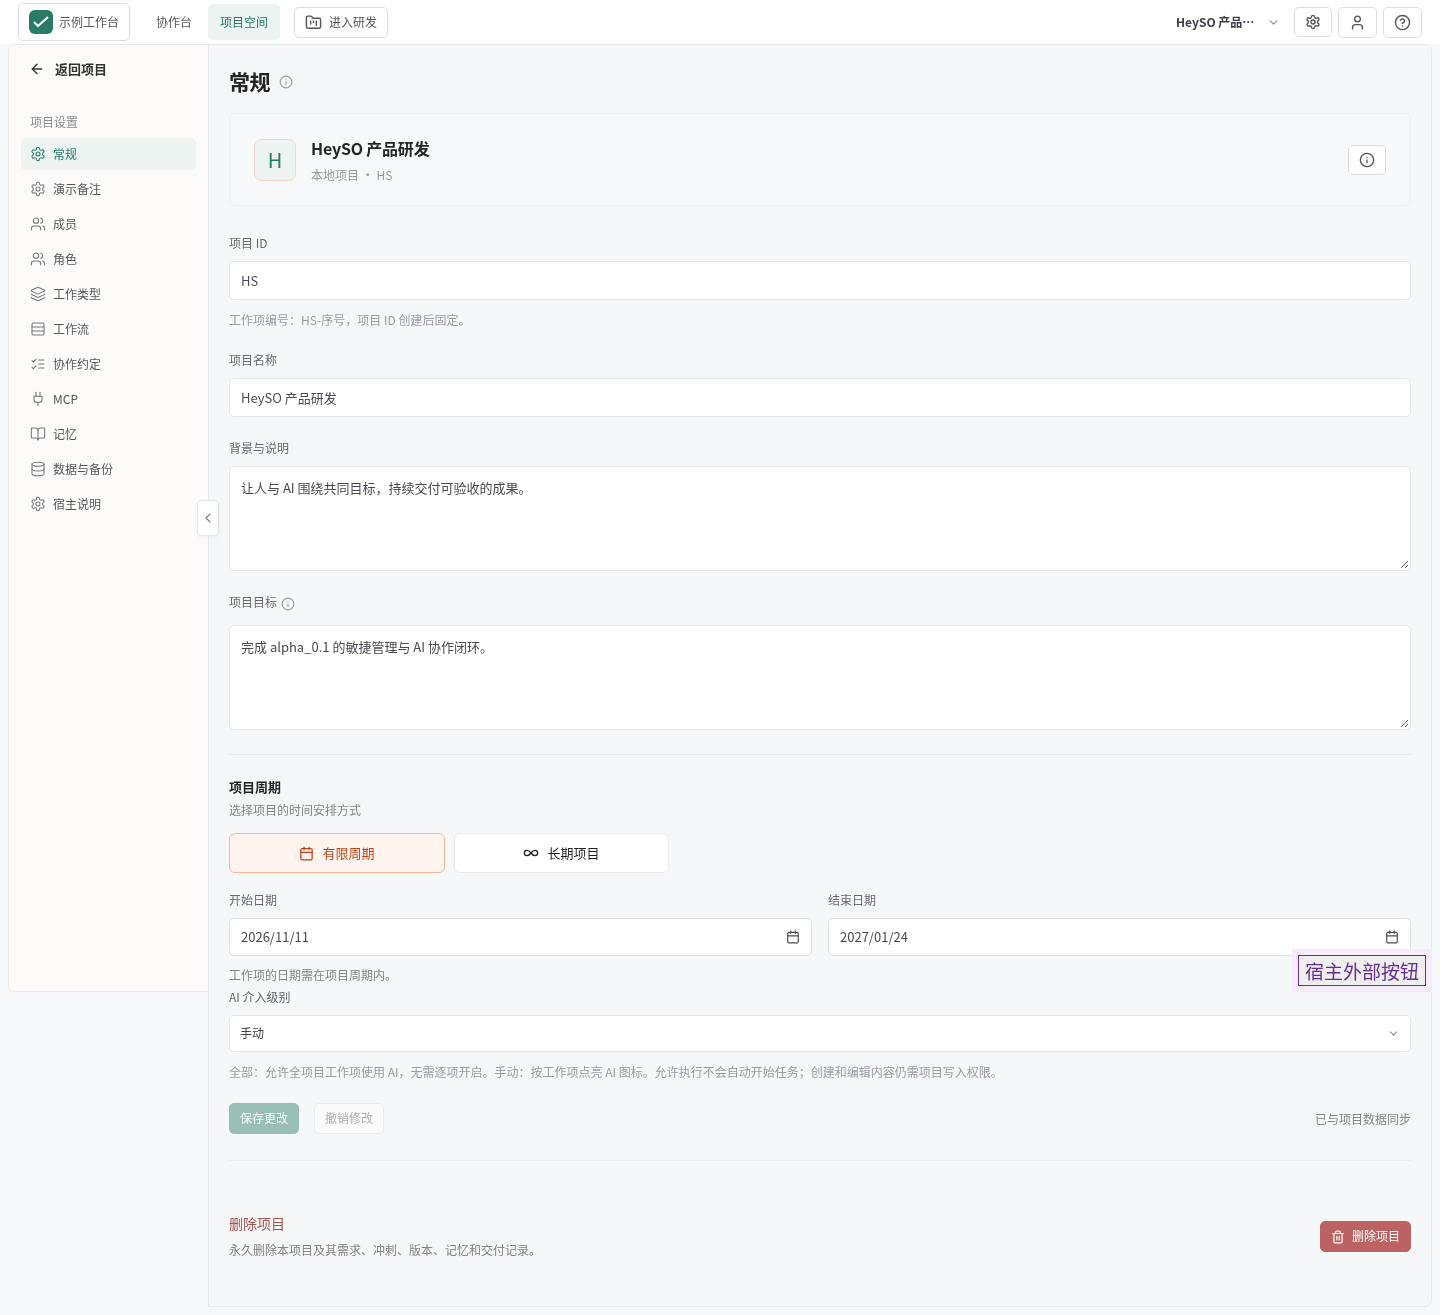 示例工作台
协作台
项目空间
进入研发
HeySO 产品…
返回项目
项目设置
常规
演示备注
成员
角色
工作类型
工作流
协作约定
MCP
记忆
数据与备份
宿主说明
常规
H
HeySO 产品研发
本地项目 · HS
项目 ID
HS
工作项编号：HS-序号，项目 ID 创建后固定。
项目名称
HeySO 产品研发
背景与说明
让人与 AI 围绕共同目标，持续交付可验收的成果。
项目目标
完成 alpha_0.1 的敏捷管理与 AI 协作闭环。
项目周期
选择项目的时间安排方式
有限周期
长期项目
开始日期
结束日期
2026/11/11
2027/01/24
工作项的日期需在项目周期内。
宿主外部按钮
AI 介入级别
手动
全部：允许全项目工作项使用 AI，无需逐项开启。手动：按工作项点亮 AI 图标。允许执行不会自动开始任务；创建和编辑内容仍需项目写入权限。
保存更改
撤销修改
已与项目数据同步
删除项目
永久删除本项目及其需求、冲刺、版本、记忆和交付记录。
删除项目